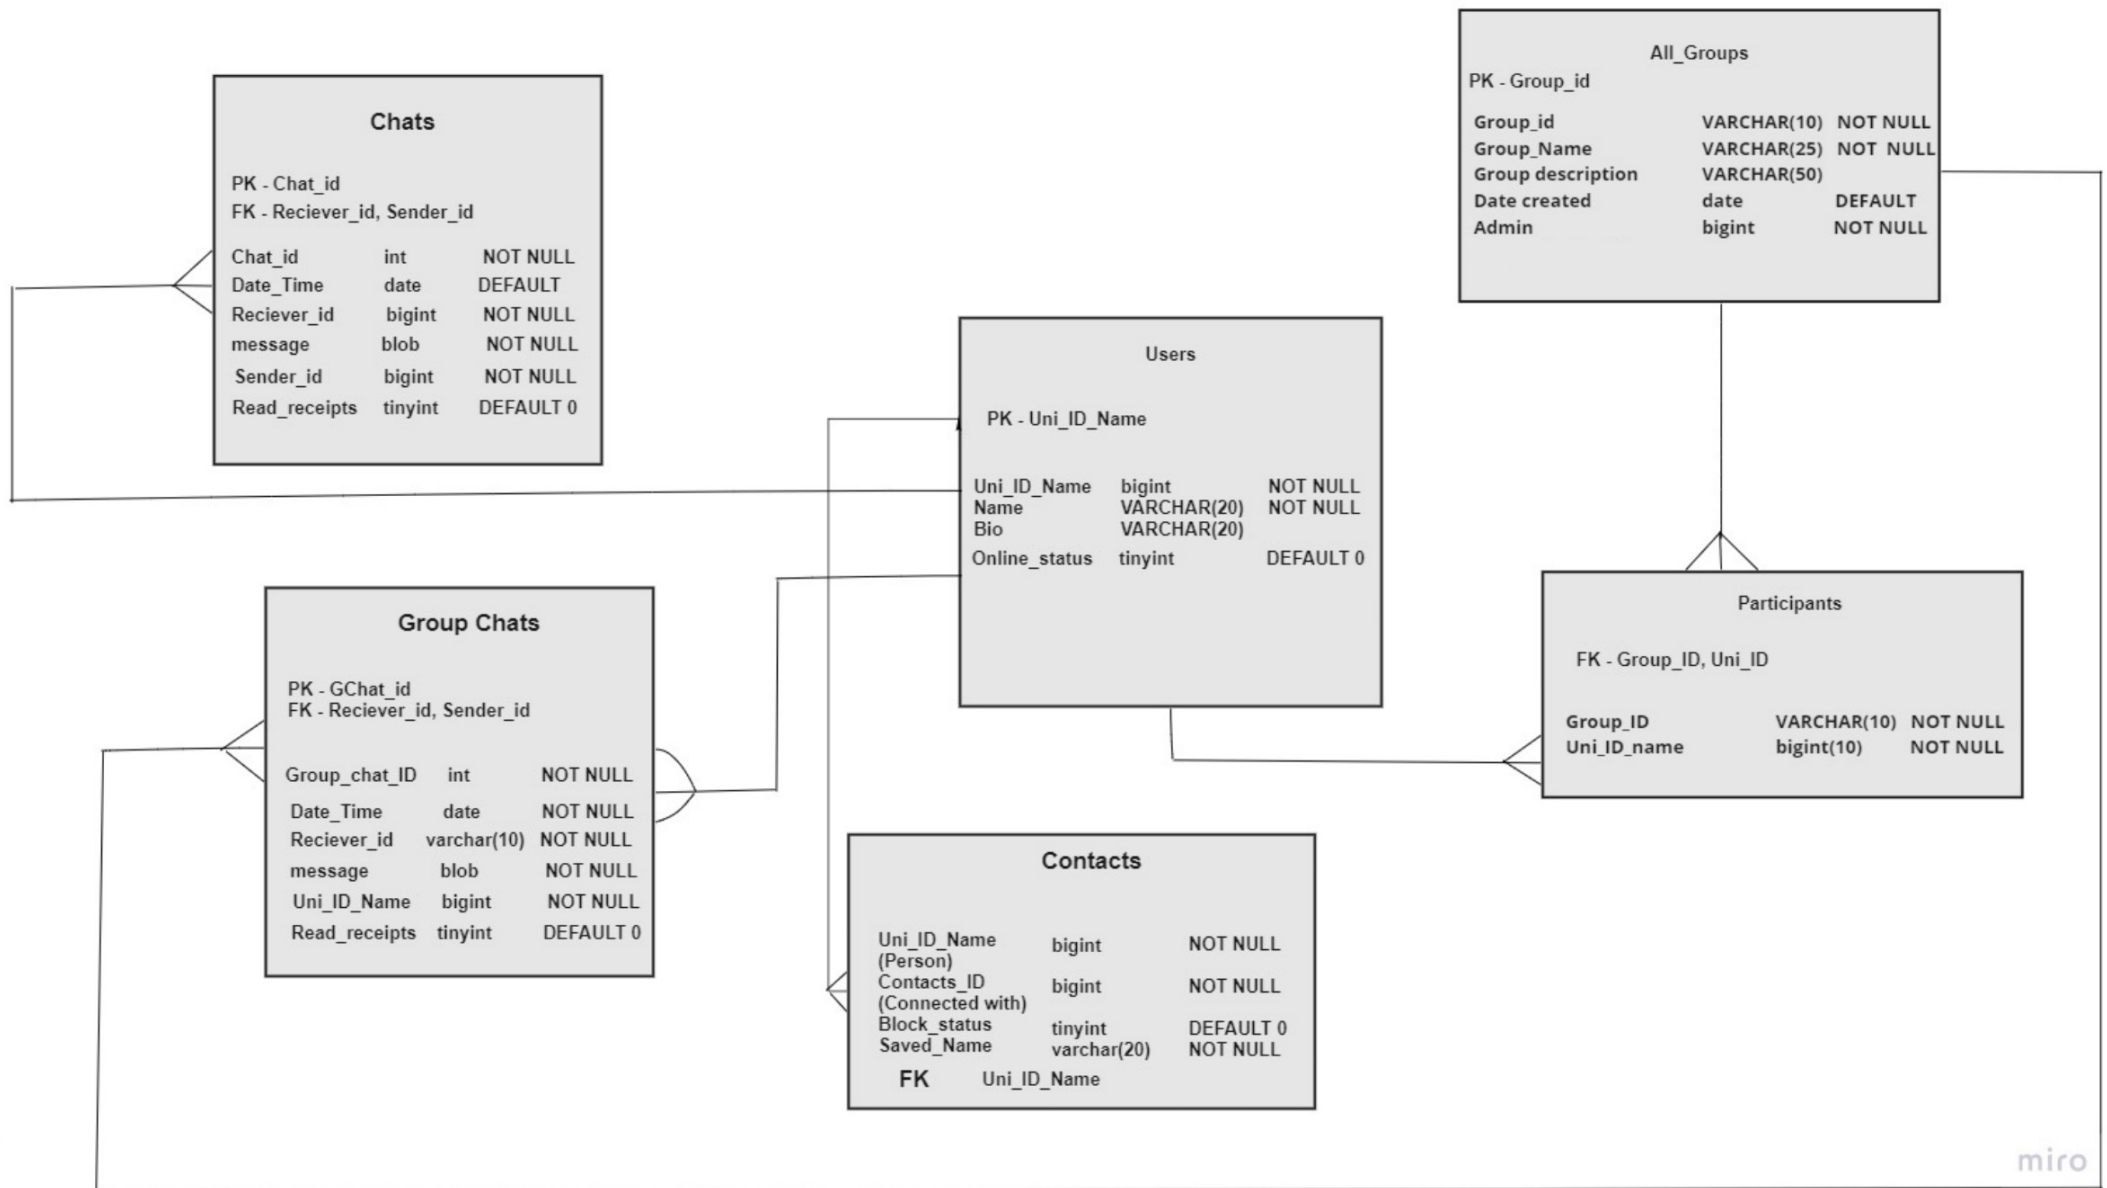 Chats
PK - Chat_id
FK - Reciever_id, Sender_id
Chat_id int NOT NULL
Date_Time date DEFAULT
Reciever_id bigint NOT NULL
message blob NOT NULL
Sender_id bigint NOT NULL
Read_receipts tinyint DEFAULT 0
All_Groups
PK - Group_id
Group_id VARCHAR(10) NOT NULL
Group_Name VARCHAR(25) NOT NULL
Group description VARCHAR(50)
Date created date DEFAULT
Admin bigint NOT NULL
Users
PK - Uni_ID_Name
Uni_ID_Name bigint NOT NULL
Name VARCHAR(20) NOT NULL
Bio VARCHAR(20)
Online_status tinyint DEFAULT 0
Group Chats
PK - GChat_id
FK - Reciever_id, Sender_id
Group_chat_ID int NOT NULL
Date_Time date NOT NULL
Reciever_id varchar(10) NOT NULL
message blob NOT NULL
Uni_ID_Name bigint NOT NULL
Read_receipts tinyint DEFAULT 0
Participants
FK - Group_ID, Uni_ID
Group_ID VARCHAR(10) NOT NULL
Uni_ID_name bigint(10) NOT NULL
Contacts
Uni_ID_Name bigint NOT NULL
(Person)
Contacts_ID bigint NOT NULL
(Connected with)
Block_status tinyint DEFAULT 0
Saved_Name varchar(20) NOT NULL
FK Uni_ID_Name
miro